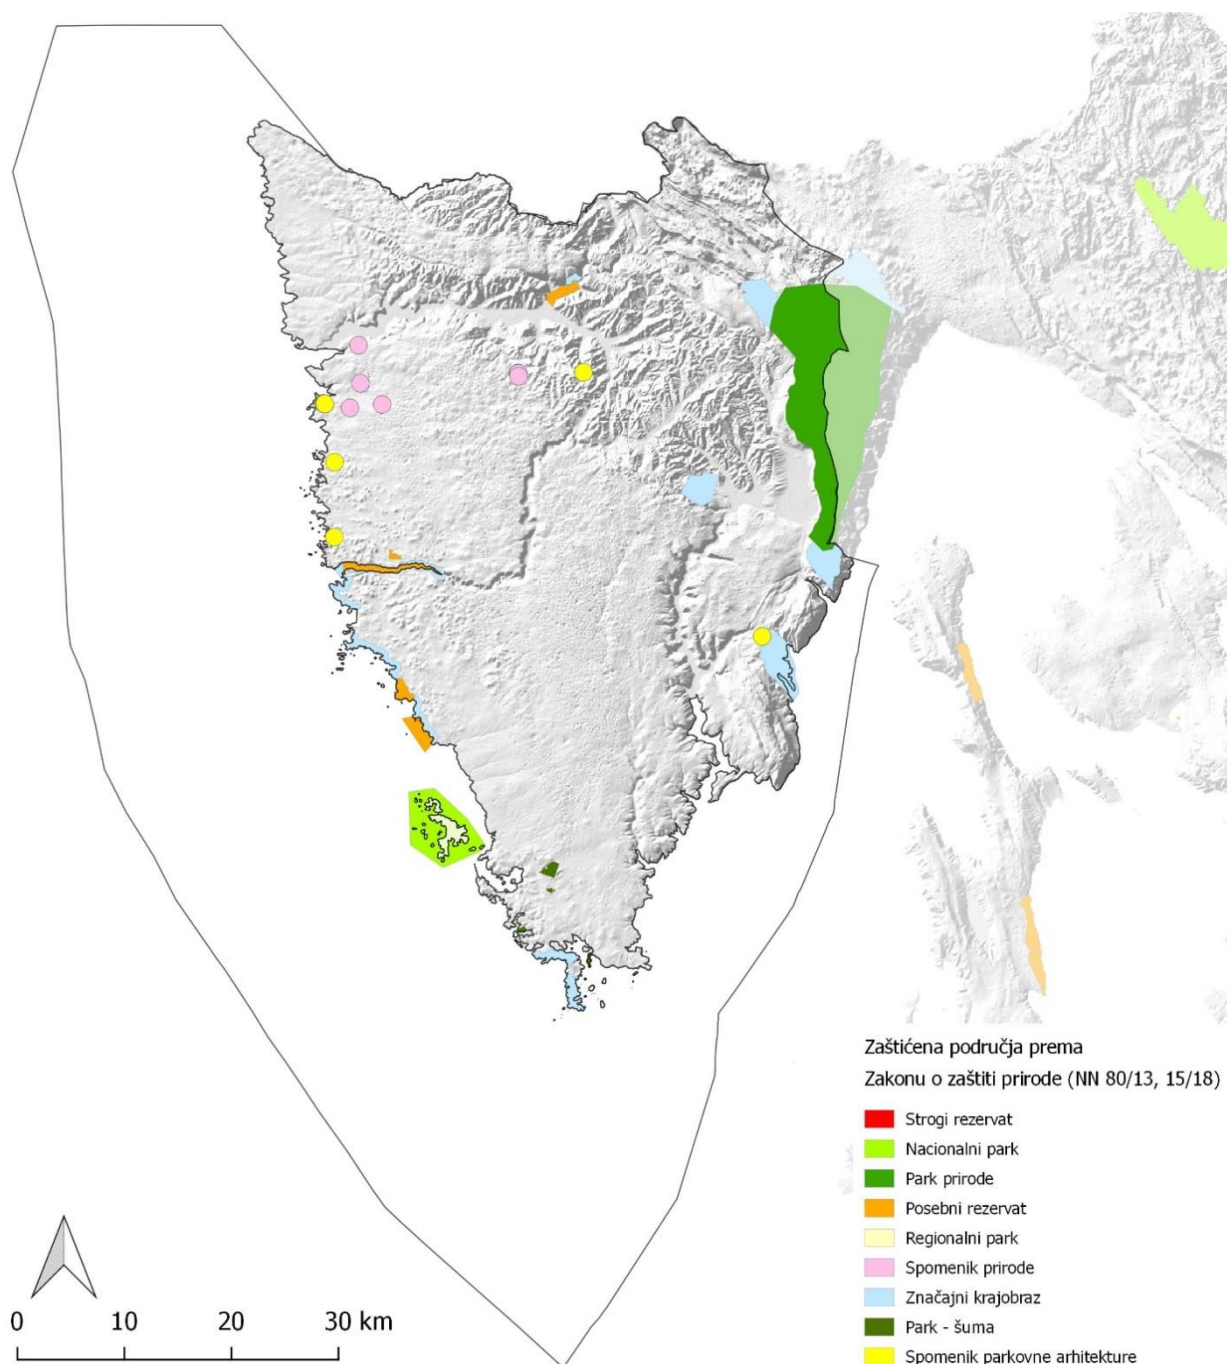 Zaštićena područja prema
Zakonu o zaštiti prirode (NN 80/13, 15/18)
Strogi rezervat
Nacionalni park
Park prirode
Posebni rezervat
Regionalni park
Spomenik prirode
Značajni krajobraz
Park - šuma
Spomenik parkovne arhitekture
0 10 20 30 km